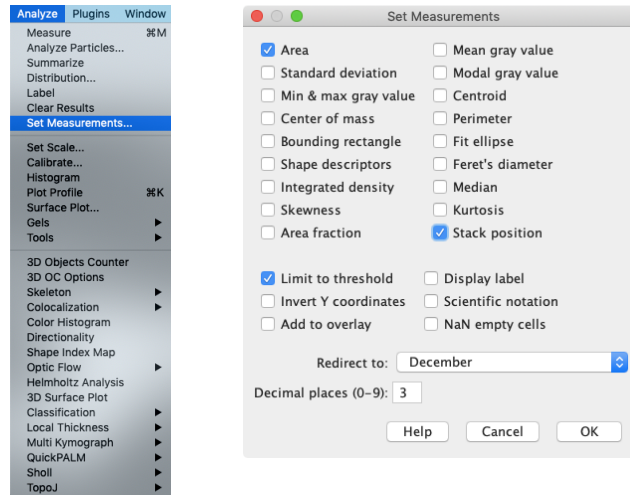 Analyze Plugins Window
Measure ⌘M
Analyze Particles...
Summarize
Distribution...
Label
Clear Results
Set Measurements...
Set Scale...
Calibrate...
Histogram
Plot Profile ⌘K
Surface Plot...
Gels
Tools
3D Objects Counter
3D OC Options
Skeleton
Colocalization
Color Histogram
Directionality
Shape Index Map
Optic Flow
Helmholtz Analysis
3D Surface Plot
Classification
Local Thickness
Multi Kymograph
QuickPALM
Sholl
TopoJ
Set Measurements
Area Mean gray value
Standard deviation Modal gray value
Min & max gray value Centroid
Center of mass Perimeter
Bounding rectangle Fit ellipse
Shape descriptors Feret's diameter
Integrated density Median
Skewness Kurtosis
Area fraction Stack position
Limit to threshold Display label
Invert Y coordinates Scientific notation
Add to overlay NaN empty cells
Redirect to: December
Decimal places (0-9): 3
Help Cancel OK